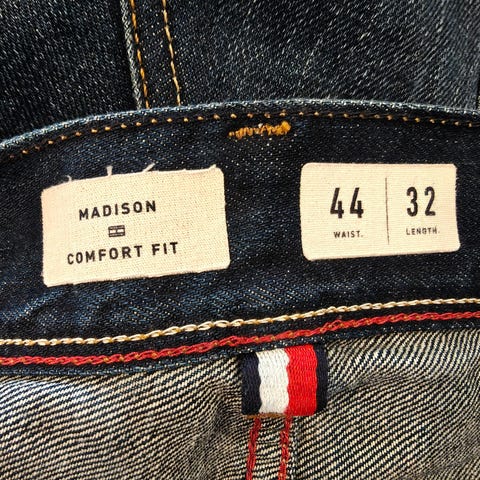 MADISON
COMFORT FIT
44 32
WAIST. LENGTH.